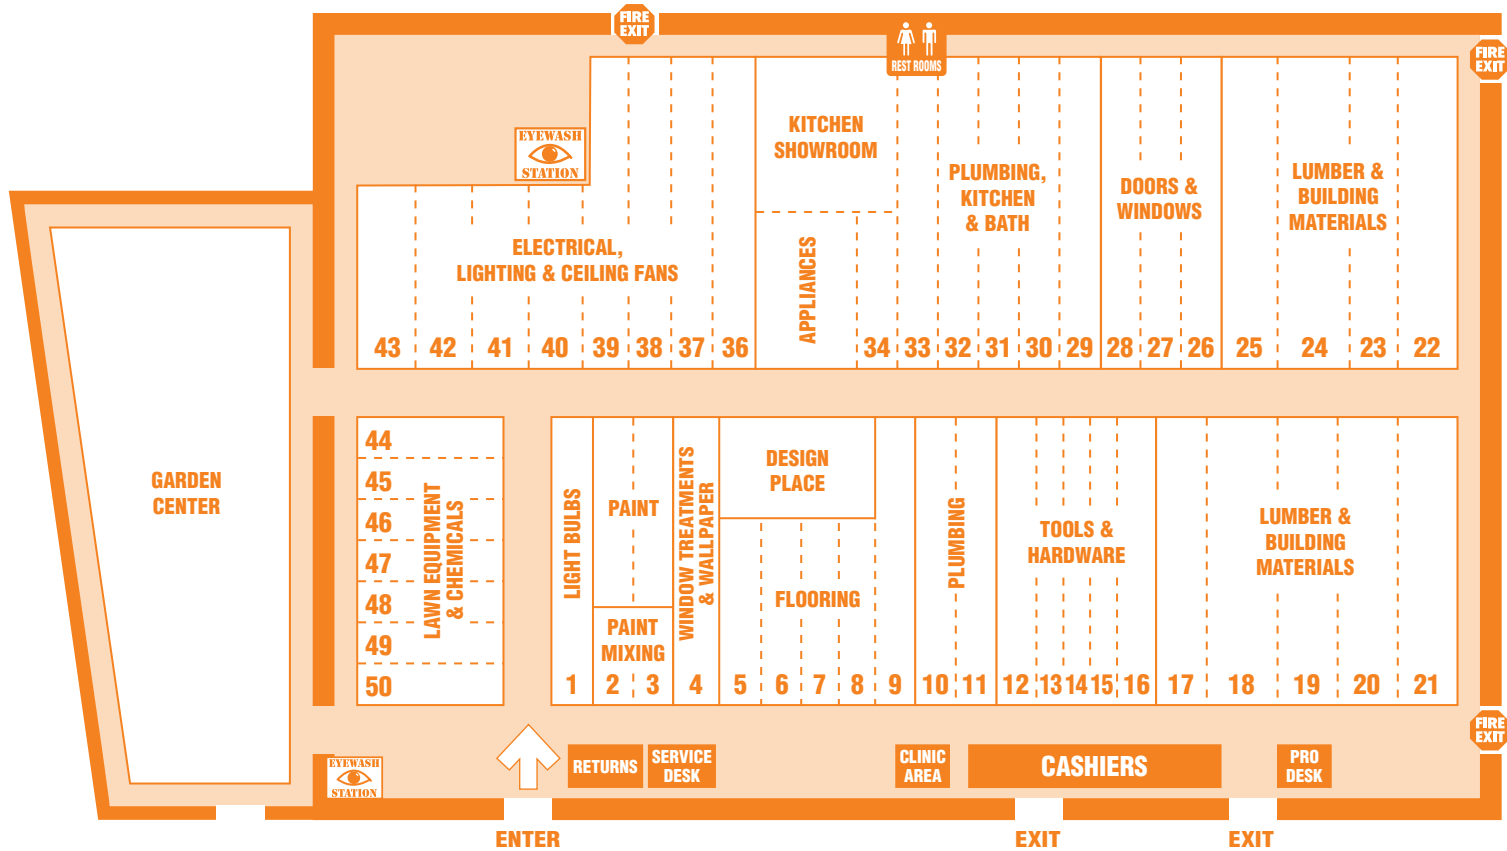 FIRE
EXIT
REST ROOMS
FIRE
EXIT
EYEWASH
STATION
KITCHEN
SHOWROOM
PLUMBING,
KITCHEN
& BATH
DOORS &
WINDOWS
LUMBER &
BUILDING
MATERIALS
ELECTRICAL,
LIGHTING & CEILING FANS
APPLIANCES
43 42 41 40 39 38 37 36 34 33 32 31 30 29 28 27 26 25 24 23 22
GARDEN
CENTER
44
45
46
47
48
49
50
LAWN EQUIPMENT
& CHEMICALS
LIGHT BULBS
PAINT
PAINT
MIXING
WINDOW TREATMENTS
& WALLPAPER
DESIGN
PLACE
FLOORING
PLUMBING
TOOLS &
HARDWARE
LUMBER &
BUILDING
MATERIALS
1 2 3 4 5 6 7 8 9 10 11 12 13 14 15 16 17 18 19 20 21
FIRE
EXIT
EYEWASH
STATION
RETURNS
SERVICE
DESK
CLINIC
AREA
CASHIERS
PRO
DESK
ENTER
EXIT
EXIT